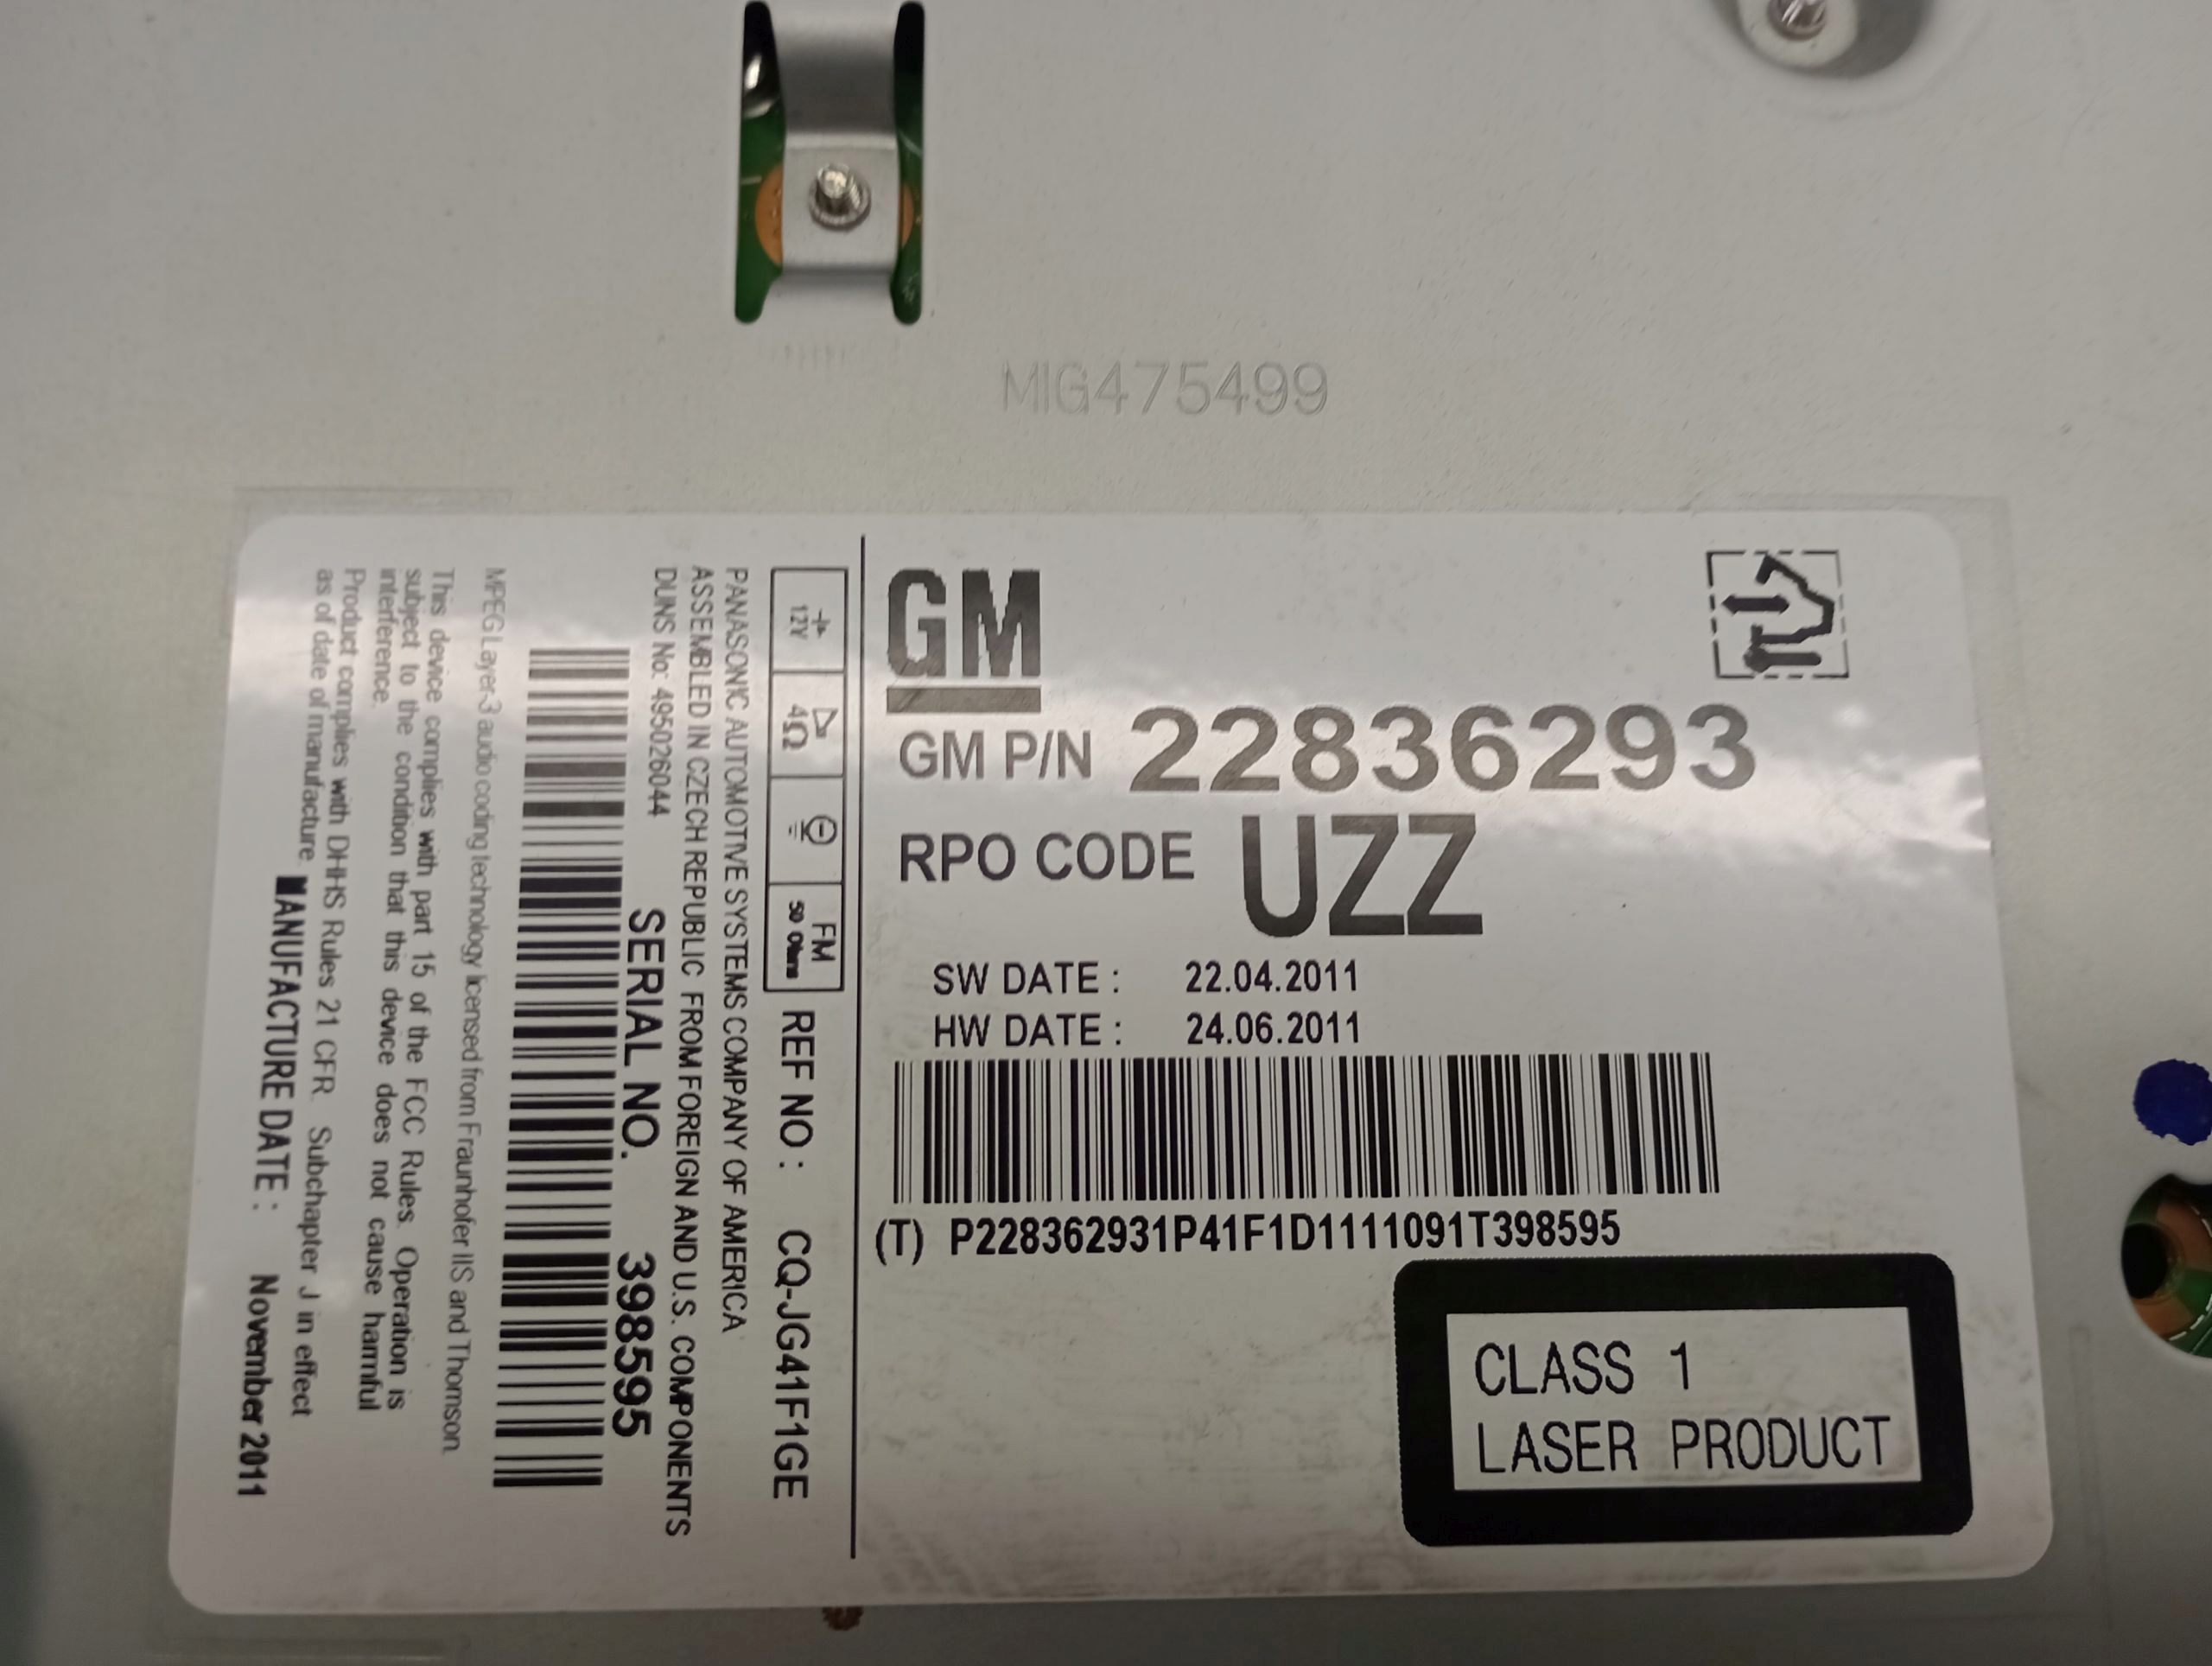 MIG475499
GM
GM P/N 22836293
RPO CODE UZZ
SW DATE : 22.04.2011
HW DATE : 24.06.2011
(T) P228362931P41F1D1111091T398595
CLASS 1
LASER PRODUCT
12V 4Ω FM 50 Ohms
REF NO : CQ-JG41F1GE
PANASONIC AUTOMOTIVE SYSTEMS COMPANY OF AMERICA
ASSEMBLED IN CZECH REPUBLIC FROM FOREIGN AND U.S. COMPONENTS
DUNS No: 495026044
SERIAL NO. 398595
MPEG Layer-3 audio coding technology licensed from Fraunhofer IIS and Thomson.
This device complies with part 15 of the FCC Rules. Operation is
subject to the condition that this device does not cause harmful
interference.
Product complies with DHHS Rules 21 CFR. Subchapter J in effect
as of date of manufacture.
MANUFACTURE DATE : November 2011